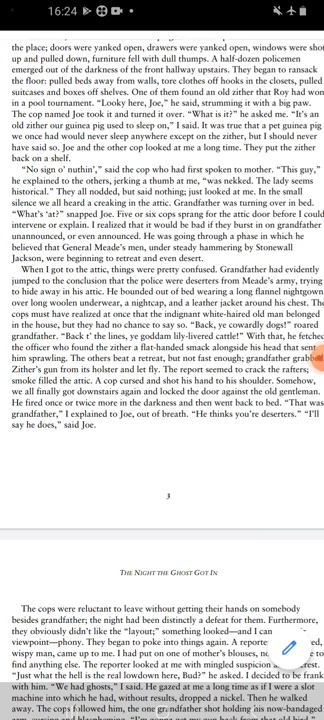 16:24
the place; doors were yanked open, drawers were yanked open, windows were shot
up and pulled down, furniture fell with dull thumps. A half-dozen policemen
emerged out of the darkness of the front hallway upstairs. They began to ransack
the floor: pulled beds away from walls, tore clothes off hooks in the closets, pulled
suitcases and boxes off shelves. One of them found an old zither that Roy had won
in a pool tournament. “Looky here, Joe,” he said, strumming it with a big paw.
The cop named Joe took it and turned it over. “What is it?” he asked me. “It’s an
old zither our guinea pig used to sleep on,” I said. It was true that a pet guinea pig
we once had would never sleep anywhere except on the zither, but I should never
have said so. Joe and the other cop looked at me a long time. They put the zither
back on a shelf.
“No sign o’ nuthin’,” said the cop who had first spoken to mother. “This guy,”
he explained to the others, jerking a thumb at me, “was nekked. The lady seems
historical.” They all nodded, but said nothing; just looked at me. In the small
silence we all heard a creaking in the attic. Grandfather was turning over in bed.
“What’s ’at?” snapped Joe. Five or six cops sprang for the attic door before I could
intervene or explain. I realized that it would be bad if they burst in on grandfather
unannounced, or even announced. He was going through a phase in which he
believed that General Meade’s men, under steady hammering by Stonewall
Jackson, were beginning to retreat and even desert.
When I got to the attic, things were pretty confused. Grandfather had evidently
jumped to the conclusion that the police were deserters from Meade’s army, trying
to hide away in his attic. He bounded out of bed wearing a long flannel nightgown
over long woolen underwear, a nightcap, and a leather jacket around his chest. The
cops must have realized at once that the indignant white-haired old man belonged
in the house, but they had no chance to say so. “Back, ye cowardly dogs!” roared
grandfather. “Back t’ the lines, ye goddam lily-livered cattle!” With that, he fetched
the officer who found the zither a flat-handed smack alongside his head that sent
him sprawling. The others beat a retreat, but not fast enough; grandfather grabbed
Zither’s gun from its holster and let fly. The report seemed to crack the rafters;
smoke filled the attic. A cop cursed and shot his hand to his shoulder. Somehow,
we all finally got downstairs again and locked the door against the old gentleman.
He fired once or twice more in the darkness and then went back to bed. “That was
grandfather,” I explained to Joe, out of breath. “He thinks you’re deserters.” “I’ll
say he does,” said Joe.
3
THE NIGHT THE GHOST GOT IN
The cops were reluctant to leave without getting their hands on somebody
besides grandfather; the night had been distinctly a defeat for them. Furthermore,
they obviously didn’t like the “layout;” something looked—and I can
viewpoint—phony. They began to poke into things again. A reporter
wispy man, came up to me. I had put on one of mother’s blouses, to
find anything else. The reporter looked at me with mingled suspicion
“Just what the hell is the real lowdown here, Bud?” he asked. I decided to be frank
with him. “We had ghosts,” I said. He gazed at me a long time as if I were a slot
machine into which he had, without results, dropped a nickel. Then he walked
away. The cops followed him, the one grandfather shot holding his now-bandaged
arm, cursing and blaspheming.